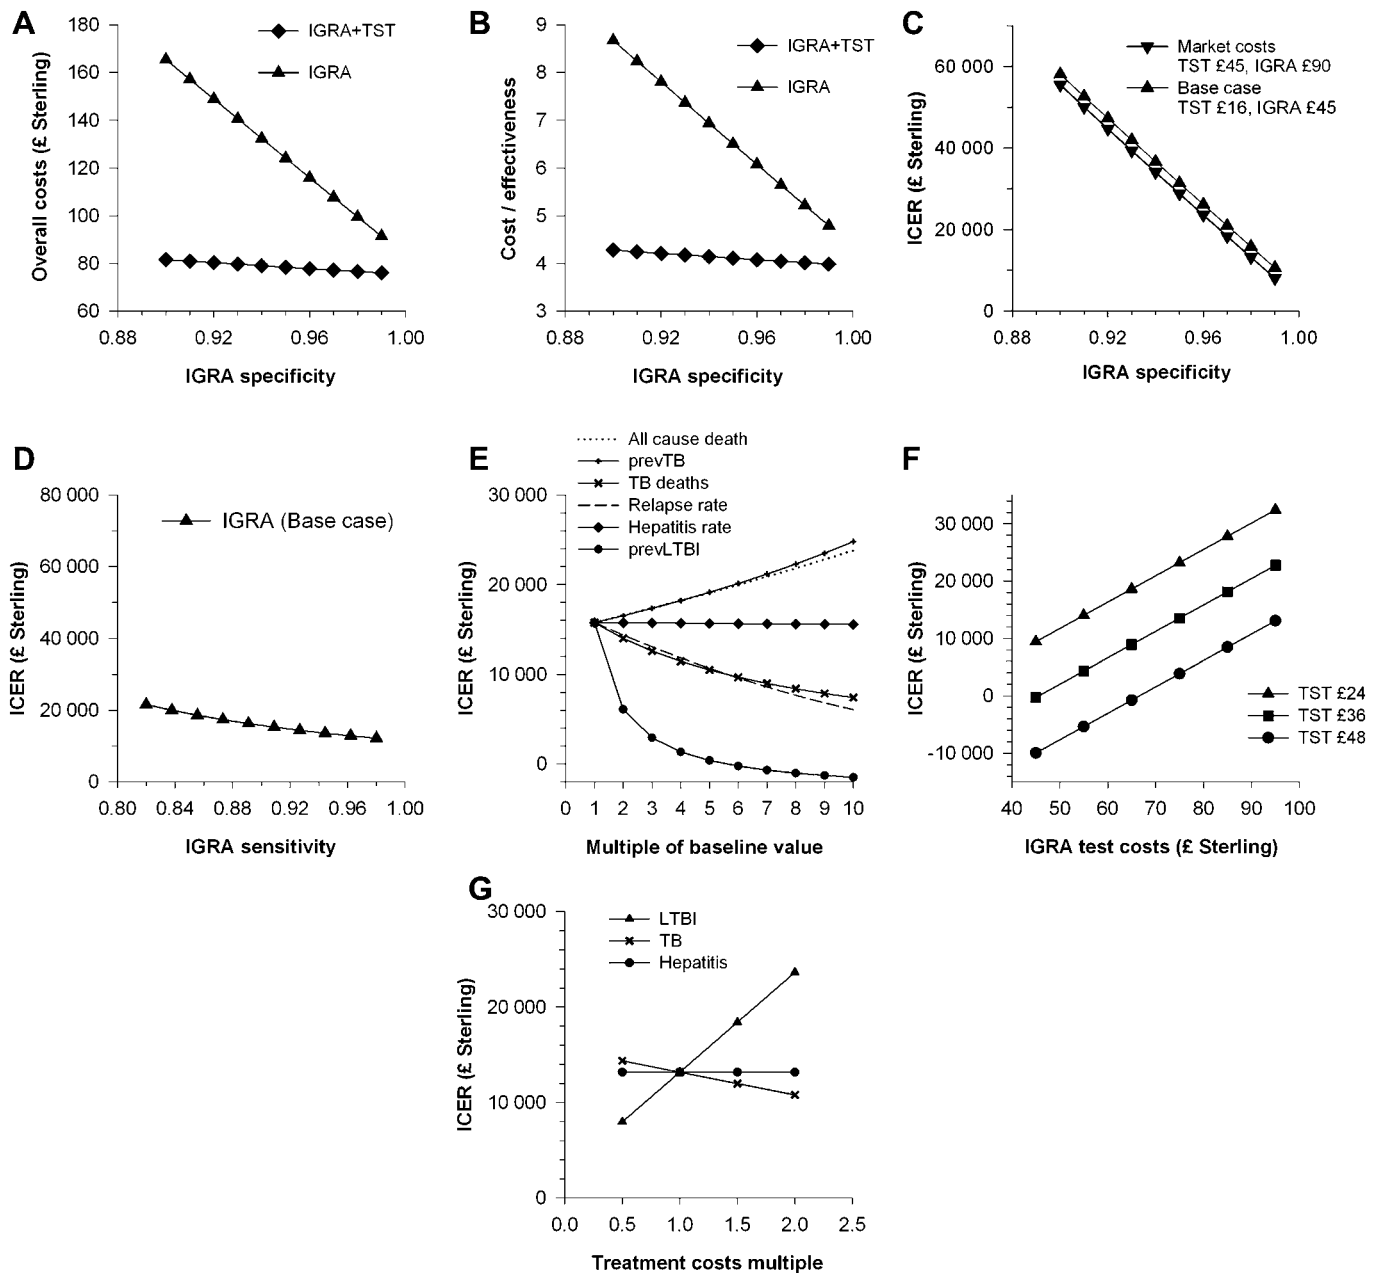 A
180
160
140
120
100
80
60
0.88
0.92
0.96
1.00
Overall costs (£ Sterling)
IGRA specificity
IGRA+TST
IGRA
B
9
8
7
6
5
4
3
0.88
0.92
0.96
1.00
Cost / effectiveness
IGRA specificity
IGRA+TST
IGRA
C
60 000
40 000
20 000
0
0.88
0.92
0.96
1.00
ICER (£ Sterling)
IGRA specificity
Market costs
TST £45, IGRA £90
Base case
TST £16, IGRA £45
D
80 000
60 000
40 000
20 000
0
0.80
0.84
0.88
0.92
0.96
1.00
ICER (£ Sterling)
IGRA sensitivity
IGRA (Base case)
E
All cause death
prevTB
TB deaths
Relapse rate
Hepatitis rate
prevLTBI
30 000
20 000
10 000
0
0
1
2
3
4
5
6
7
8
9
10
ICER (£ Sterling)
Multiple of baseline value
F
30 000
20 000
10 000
0
-10 000
40
50
60
70
80
90
100
ICER (£ Sterling)
IGRA test costs (£ Sterling)
TST £24
TST £36
TST £48
G
30 000
20 000
10 000
0
0.0
0.5
1.0
1.5
2.0
2.5
ICER (£ Sterling)
Treatment costs multiple
LTBI
TB
Hepatitis